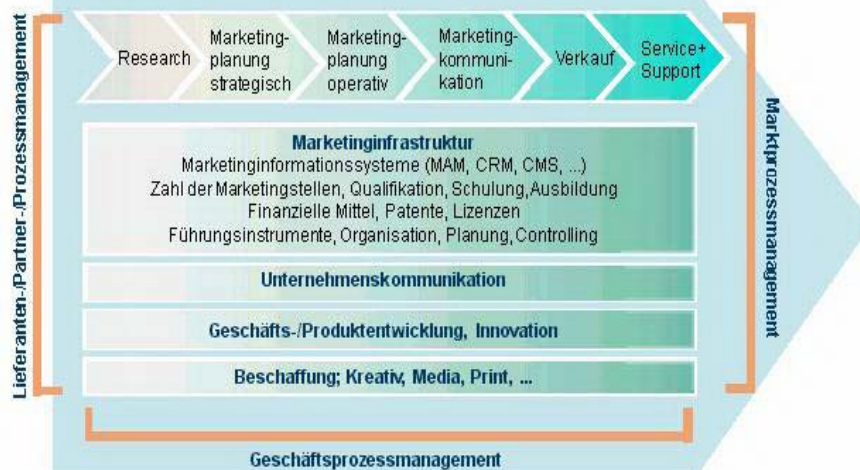 Lieferanten-/Partner-/Prozessmanagement
Research
Marketing-
planung
strategisch
Marketing-
planung
operativ
Marketing-
kommuni-
kation
Verkauf
Service+
Support
Marketinginfrastruktur
Marketinginformationssysteme (MAM, CRM, CMS, ...)
Zahl der Marketingstellen, Qualifikation, Schulung,Ausbildung
Finanzielle Mittel, Patente, Lizenzen
Führungsinstrumente, Organisation, Planung, Controlling
Unternehmenskommunikation
Geschäfts-/Produktentwicklung, Innovation
Beschaffung; Kreativ, Media, Print, ...
Marktprozessmanagement
Geschäftsprozessmanagement